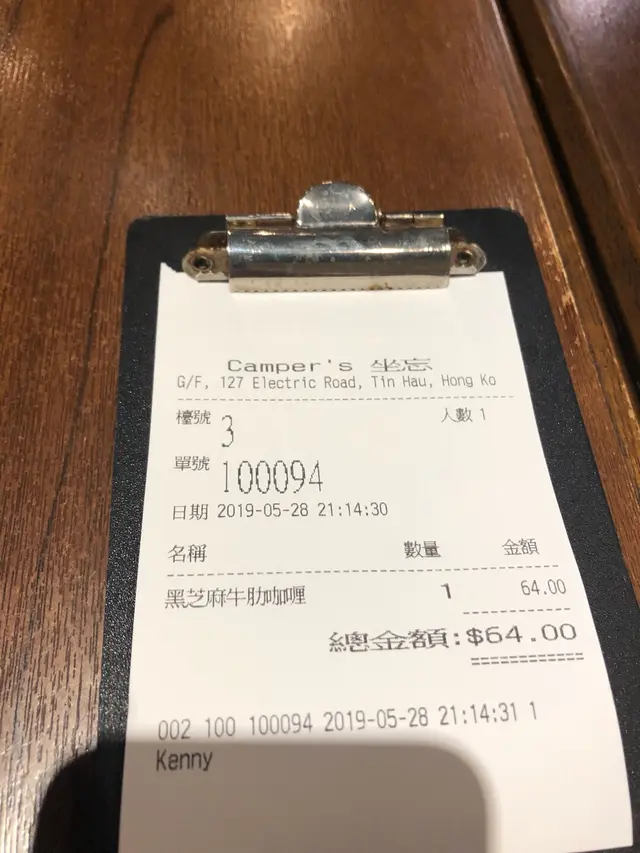 Camper's 坐忘
G/F, 127 Electric Road, Tin Hau, Hong Ko
檯號 3 人數 1
單號 100094
日期 2019-05-28 21:14:30
名稱 數量 金額
黑芝麻牛肋咖喱 1 64.00
總金額:$64.00
002 100 100094 2019-05-28 21:14:31 1
Kenny